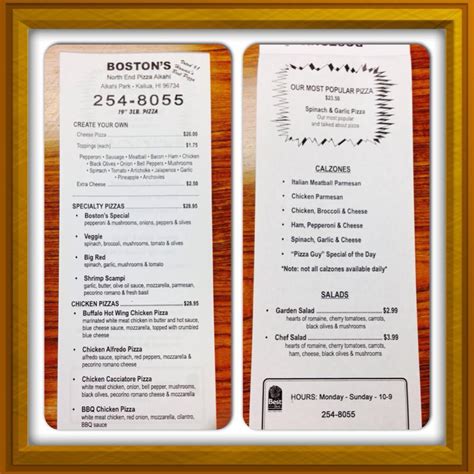 BOSTON'S
Voted #1
Hawaii's
Best Pizza
North End Pizza Aikahi
Aikahi Park - Kailua, HI 96734
254-8055
19" 3LB. PIZZA
CREATE YOUR OWN
Cheese Pizza
Toppings (each) $1.75
Pepperoni • Sausage • Meatball • Bacon • Ham • Chicken
• Black Olives • Onion • Bell Peppers • Mushrooms
• Spinach • Tomato • Artichoke • Jalapenos • Garlic
• Pineapple • Anchovies
Extra Cheese
SPECIALTY PIZZAS $28.95
• Boston's Special
pepperoni & mushrooms, onions, peppers & olives
• Veggie
spinach, broccoli, mushrooms, tomato & olives
• Big Red
spinach, garlic, mushroom & tomato
• Shrimp Scampi
garlic, butter, olive oil, mozzarella, parmesan,
pecorino romano & fresh basil
CHICKEN PIZZAS $28.95
• Buffalo Hot Wing Chicken Pizza
marinated white meat chicken in butter and hot sauce,
blue cheese sauce, mozzarella, topped with crumbled
blue cheese
• Chicken Alfredo Pizza
alfredo sauce, chicken, spinach, red peppers, mozzarella
& pecorino romano cheese
• Chicken Cacciatore Pizza
white meat chicken, onion, bell pepper, mushrooms,
black olives, mozzarella & pecorino romano cheese
• BBQ Chicken Pizza
white meat chicken, red onion, mozzarella, cilantro,
& BBQ sauce
OUR MOST POPULAR PIZZA
Spinach & Garlic Pizza
Our most popular
and talked about pizza
CALZONES
• Italian Meatball Parmesan
• Chicken Parmesan
• Chicken, Broccoli & Cheese
• Ham, Pepperoni & Cheese
• Spinach, Garlic & Cheese
• "Pizza Guy" Special of the Day
*Note: not all calzones available daily*
SALADS
• Garden Salad $2.99
hearts of romaine, cherry tomatoes, carrots,
black olives & mushrooms
• Chef Salad $3.99
hearts of romaine, cherry tomatoes, carrots,
ham, cheese, black olives & mushrooms
Best
HOURS: Monday - Sunday - 10-9
254-8055